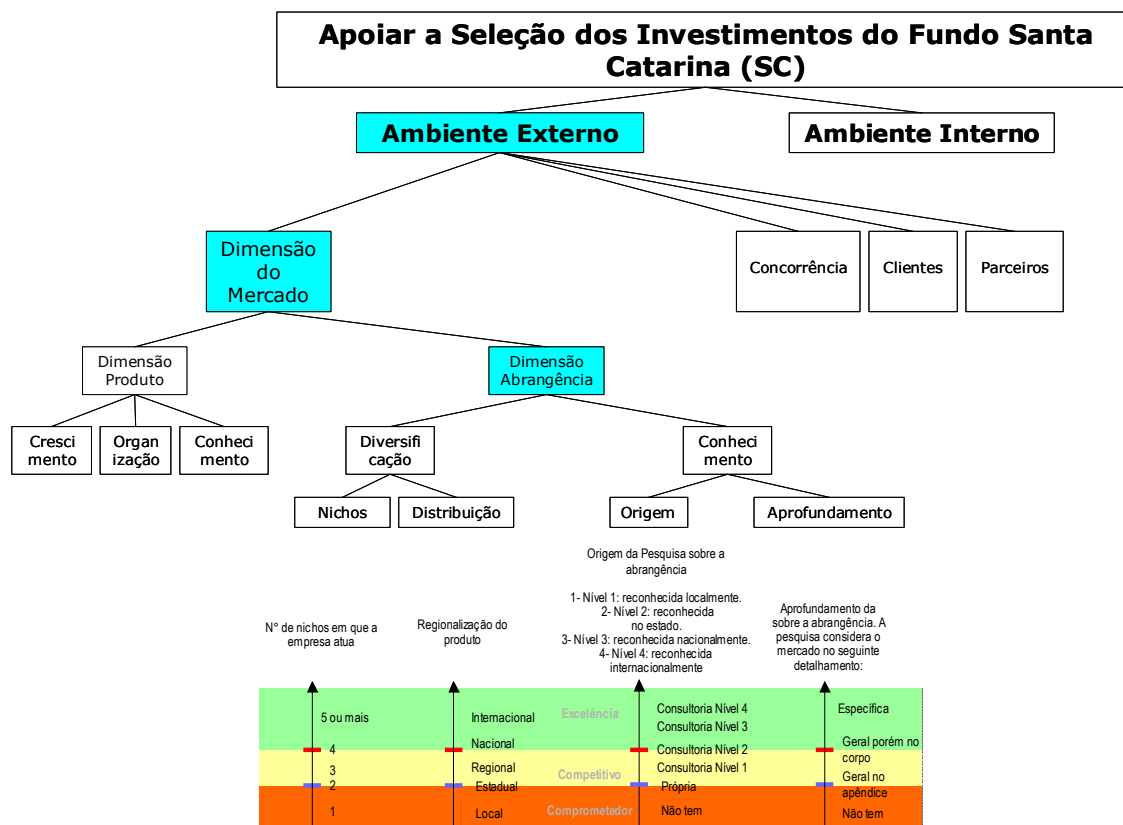 Apoiar a Seleção dos Investimentos do Fundo Santa
Catarina (SC)
Ambiente Externo
Ambiente Interno
Dimensão
do
Mercado
Concorrência
Clientes
Parceiros
Dimensão
Produto
Dimensão
Abrangência
Cresci
mento
Organ
ização
Conheci
mento
Diversifi
cação
Conheci
mento
Nichos
Distribuição
Origem
Aprofundamento
N° de nichos em que a
empresa atua
Regionalização do
produto
Origem da Pesquisa sobre a
abrangência
1- Nível 1: reconhecida localmente.
2- Nível 2: reconhecida
no estado.
3- Nível 3: reconhecida nacionalmente.
4- Nível 4: reconhecida
internacionalmente
Aprofundamento da
sobre a abrangência. A
pesquisa considera o
mercado no seguinte
detalhamento:
5 ou mais
4
3
2
1
Internacional
Nacional
Regional
Estadual
Local
Excelência
Competitivo
Comprometedor
Consultoria Nível 4
Consultoria Nível 3
Consultoria Nível 2
Consultoria Nível 1
Própria
Não tem
Específica
Geral porém no
corpo
Geral no
apêndice
Não tem